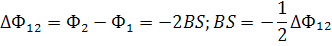 ΔΦ₁₂ = Φ₂ − Φ₁ = −2BS; BS = −½ΔΦ₁₂